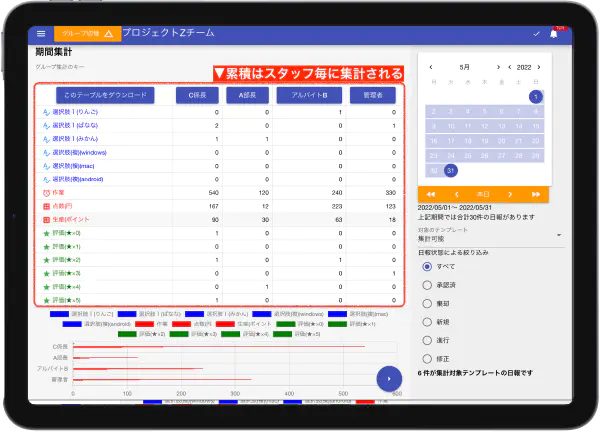 グループ切替 プロジェクトZチーム
期間集計
グループ集計のキー
▼累積はスタッフ毎に集計される
このテーブルをダウンロード C係長 A部長 アルバイトB 管理者
選択肢1(りんご) 0 0 1 0
選択肢1(ばなな) 2 0 0 1
選択肢1(みかん) 1 1 0 0
選択肢(複)(windows) 0 0 0 0
選択肢(複)(mac) 0 0 0 0
選択肢(複)(android) 0 0 0 0
作業 540 120 240 330
点数(円 167 12 223 123
生産(ポイント 90 30 63 18
評価(★×0) 1 0 0 0
評価(★×1) 0 0 0 0
評価(★×2) 1 0 0 0
評価(★×3) 0 0 0 1
評価(★×4) 0 1 0 0
評価(★×5) 1 0 0 0
選択肢1(りんご) 選択肢1(ばなな) 選択肢1(みかん) 選択肢(複)(windows) 選択肢(複)(mac)
選択肢(複)(android) 作業 点数(円 生産(ポイント 評価(★×0) 評価(★×1)
評価(★×2) 評価(★×3) 評価(★×4) 評価(★×5)
C係長
A部長
アルバイトB
管理者
0 100 200 300 400 500 600
5月 2022
月 火 水 木 金 土 日
1
2 3 4 5 6 7 8
9 10 11 12 13 14 15
16 17 18 19 20 21 22
23 24 25 26 27 28 29
30 31
本日
2022/05/01〜 2022/05/31
上記期間では合計30件の日報があります
対象のテンプレート
集計可能
日報状態による絞り込み
すべて
承認済
棄却
新規
進行
修正
6 件が集計対象テンプレートの日報です